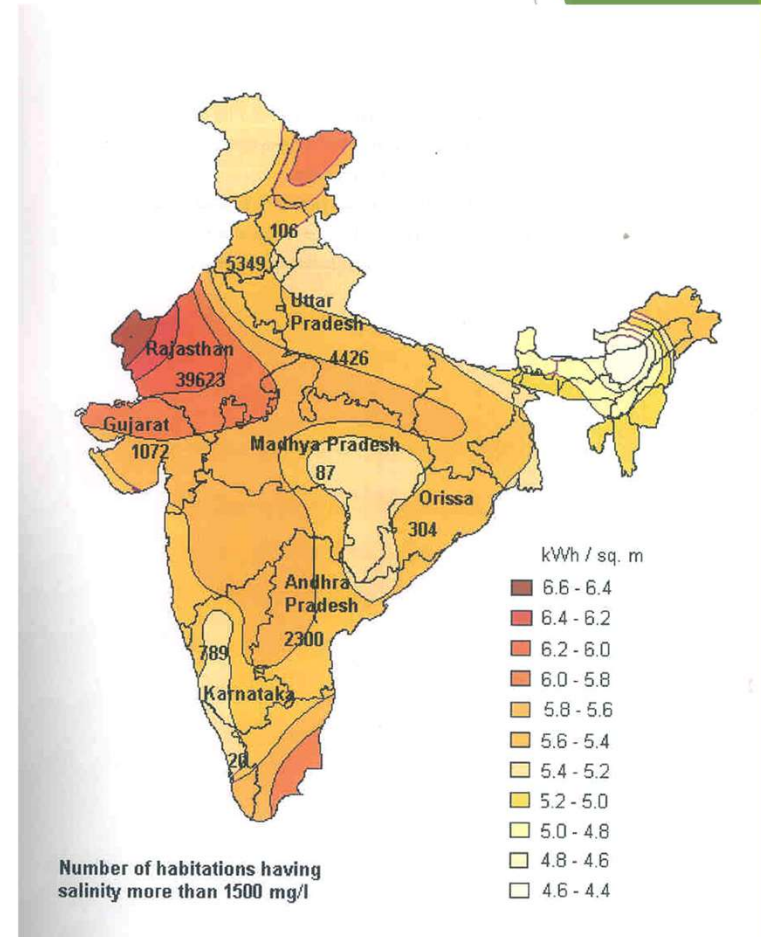 106
5349
Uttar
Pradesh
4426
Rajasthan
39623
Gujarat
1072
Madhya Pradesh
87
Orissa
304
Andhra
Pradesh
2300
789
Karnataka
20
kWh / sq. m
6.6 - 6.4
6.4 - 6.2
6.2 - 6.0
6.0 - 5.8
5.8 - 5.6
5.6 - 5.4
5.4 - 5.2
5.2 - 5.0
5.0 - 4.8
4.8 - 4.6
4.6 - 4.4
Number of habitations having
salinity more than 1500 mg/l